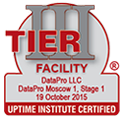 TIER III
®
FACILITY
DataPro LLC
DataPro Moscow 1, Stage 1
19 October 2015
UPTIME INSTITUTE CERTIFIED